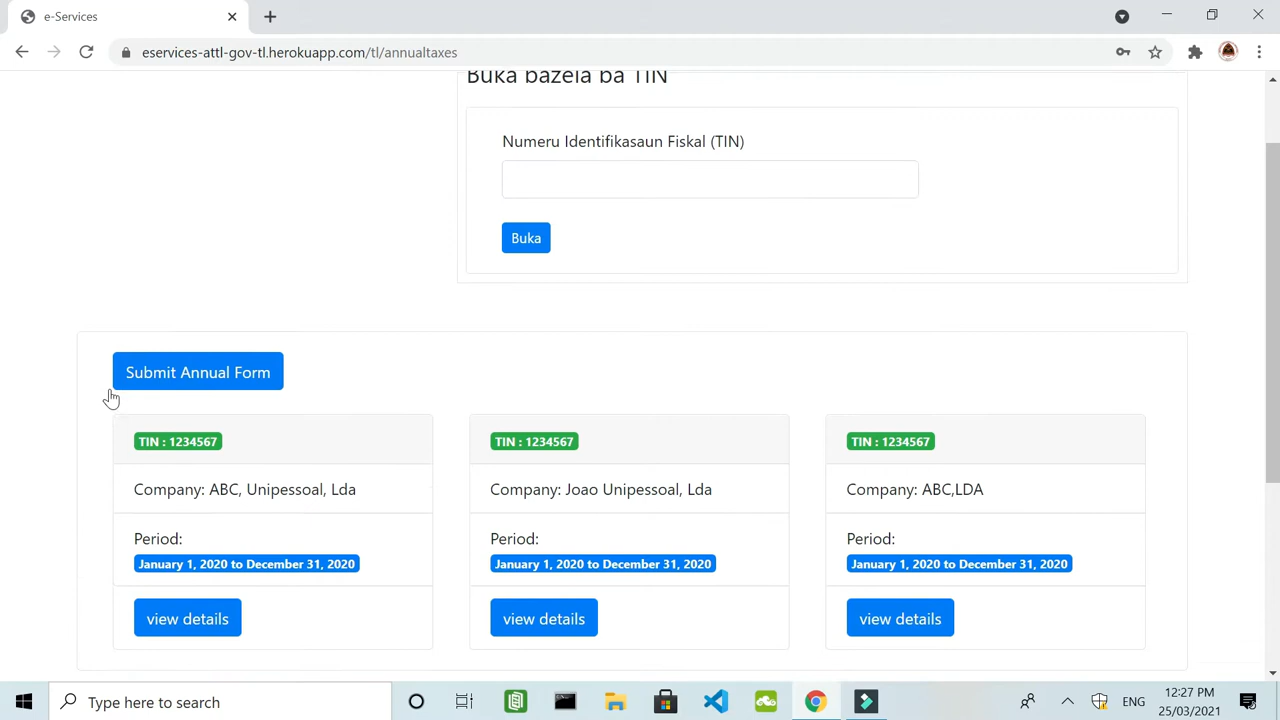 e-Services
eservices-attl-gov-tl.herokuapp.com/tl/annualtaxes
Buka bazeia ba TIN
Numeru Identifikasaun Fiskal (TIN)
Buka
Submit Annual Form
TIN : 1234567
Company: ABC, Unipessoal, Lda
Period:
January 1, 2020 to December 31, 2020
view details
TIN : 1234567
Company: Joao Unipessoal, Lda
Period:
January 1, 2020 to December 31, 2020
view details
TIN : 1234567
Company: ABC,LDA
Period:
January 1, 2020 to December 31, 2020
view details
Type here to search
ENG
12:27 PM
25/03/2021